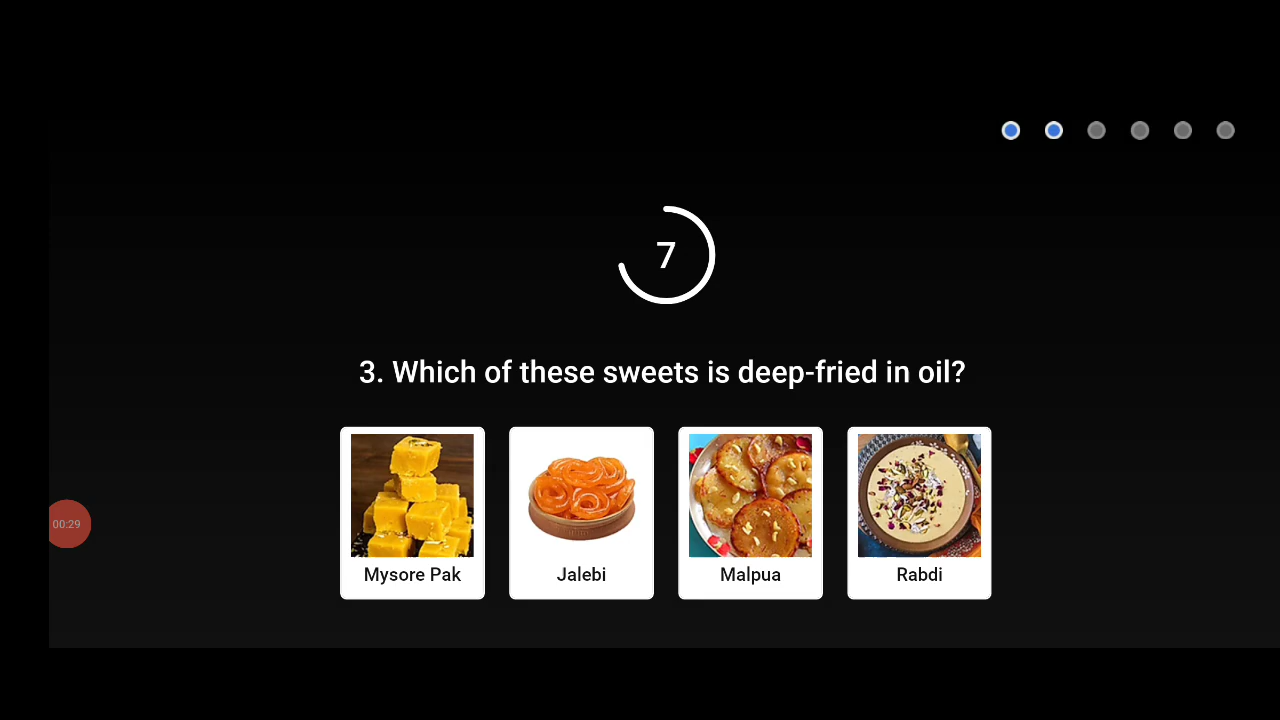 7
3. Which of these sweets is deep-fried in oil?
Mysore Pak
Jalebi
Malpua
Rabdi
00:29